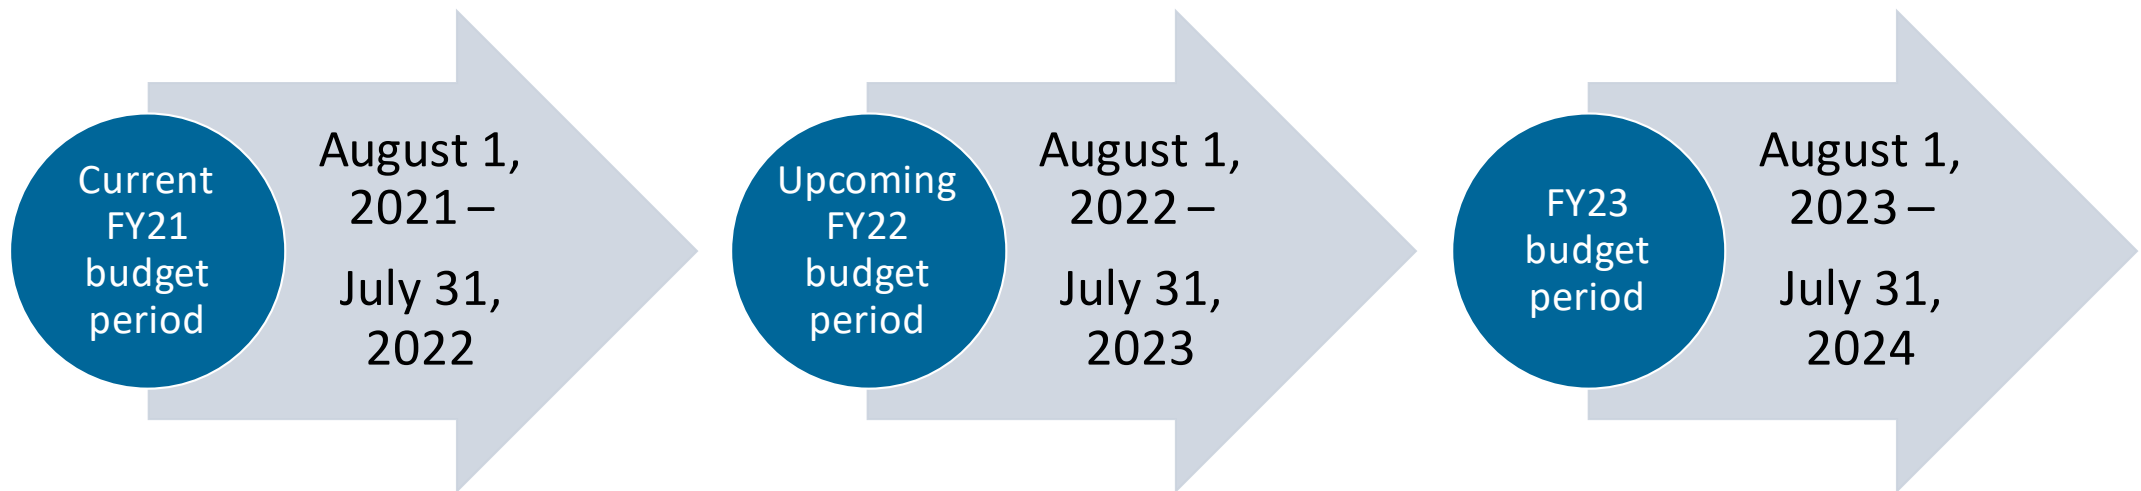 Current
FY21
budget
period
August 1,
2021 –
July 31,
2022
Upcoming
FY22
budget
period
August 1,
2022 –
July 31,
2023
FY23
budget
period
August 1,
2023 –
July 31,
2024